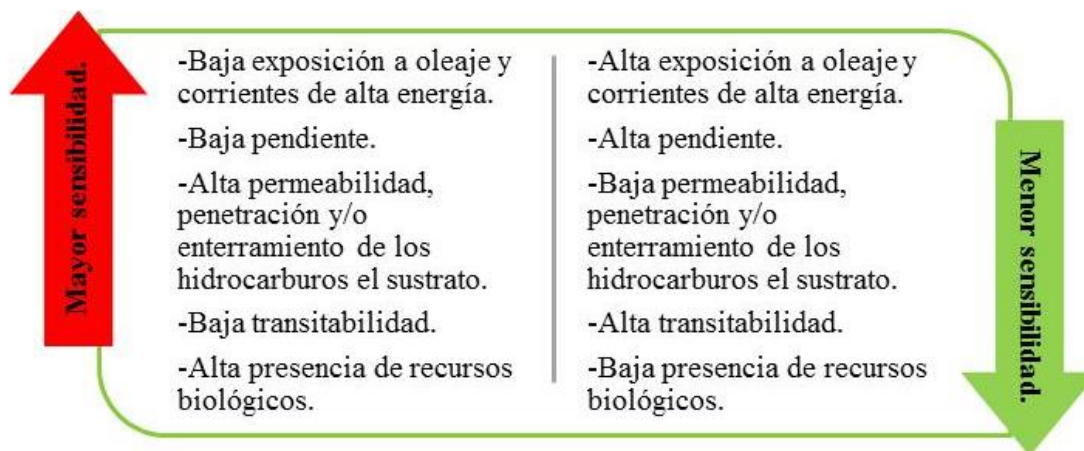 Mayor sensibilidad.
-Baja exposición a oleaje y
corrientes de alta energía.
-Baja pendiente.
-Alta permeabilidad,
penetración y/o
enterramiento de los
hidrocarburos el sustrato.
-Baja transitabilidad.
-Alta presencia de recursos
biológicos.
-Alta exposición a oleaje y
corrientes de alta energía.
-Alta pendiente.
-Baja permeabilidad,
penetración y/o
enterramiento de los
hidrocarburos el sustrato.
-Alta transitabilidad.
-Baja presencia de recursos
biológicos.
Menor sensibilidad.